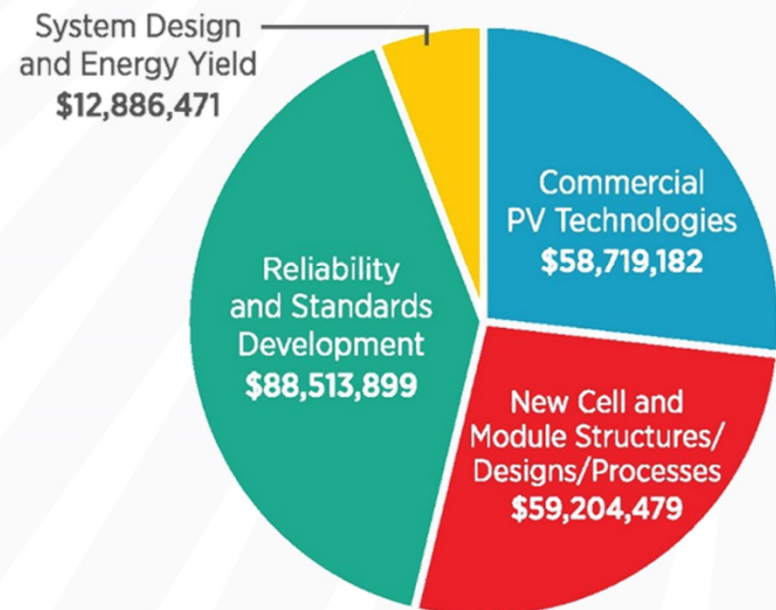 System Design
and Energy Yield
$12,886,471
Commercial
PV Technologies
$58,719,182
Reliability
and Standards
Development
$88,513,899
New Cell and
Module Structures/
Designs/Processes
$59,204,479